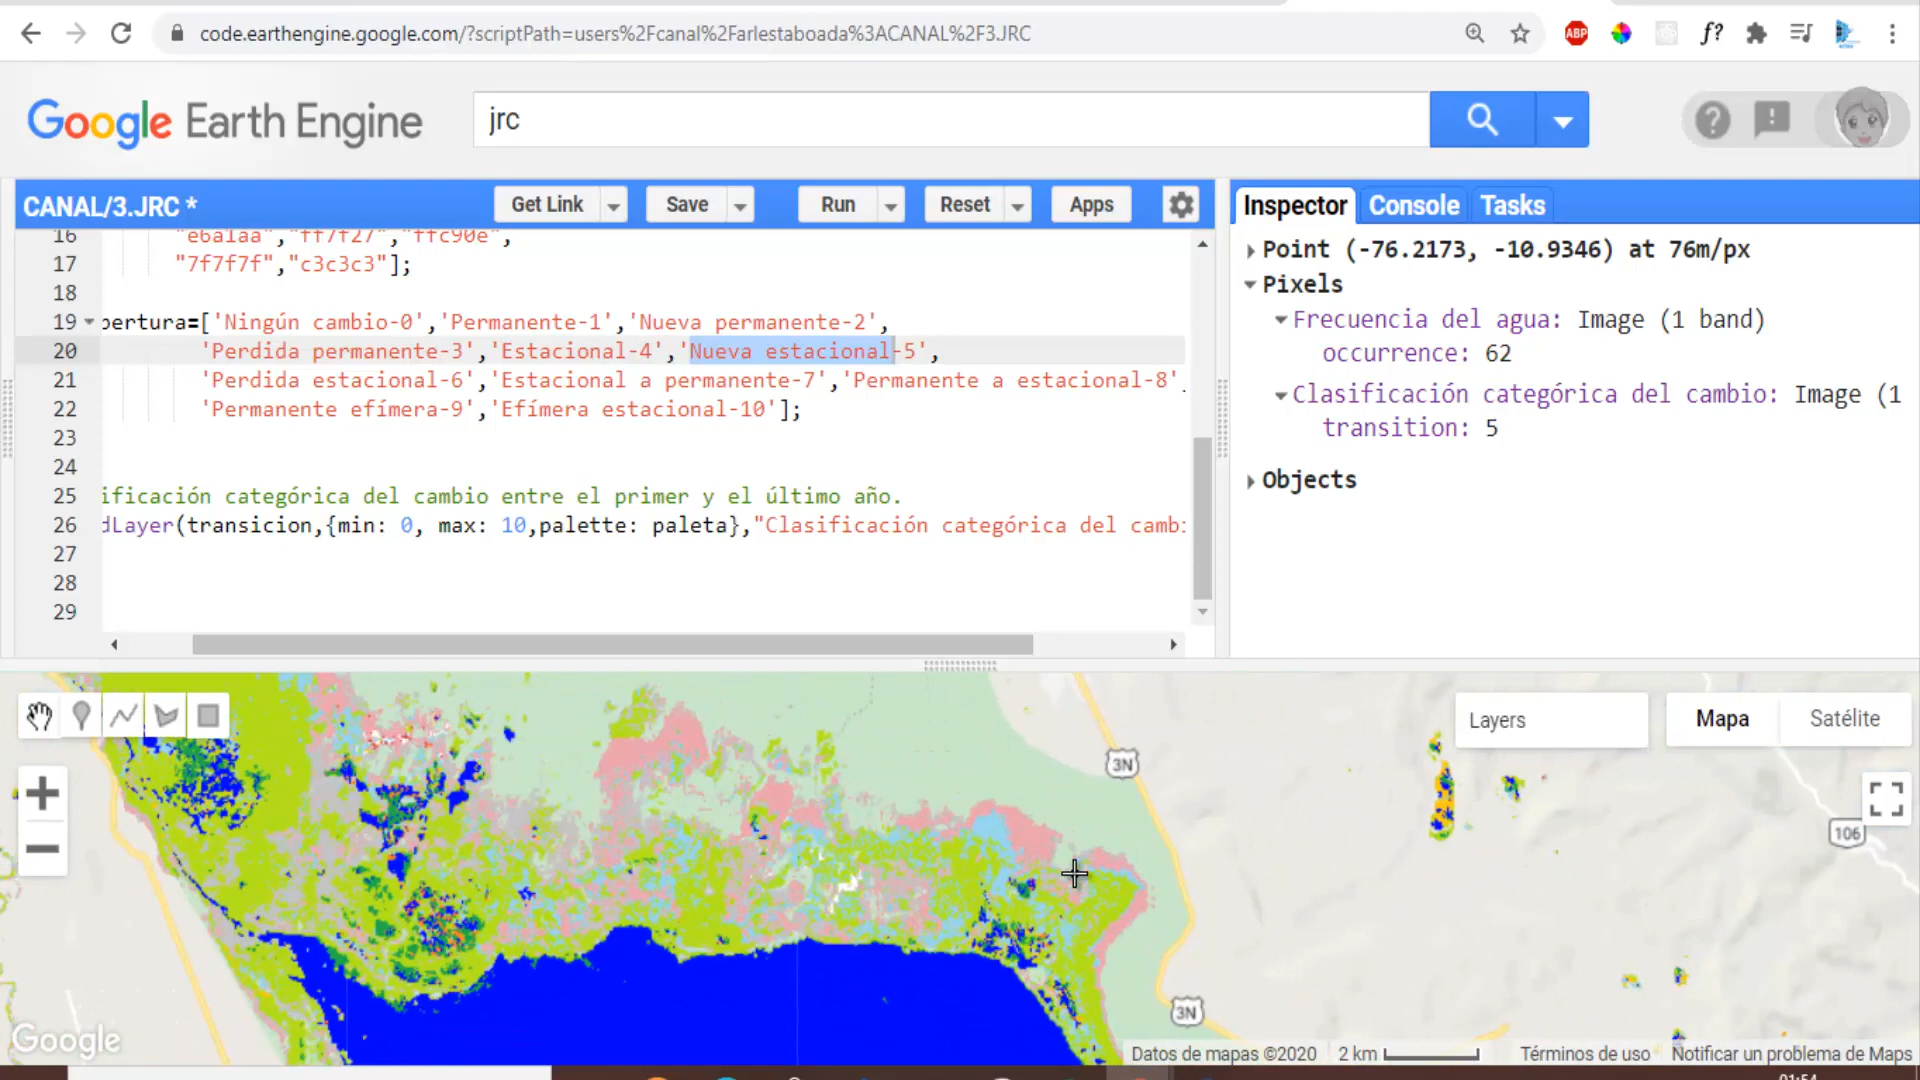 code.earthengine.google.com/?scriptPath=users%2Fcanal%2Farlestaboada%3ACANAL%2F3.JRC
ABP
f?
Google Earth Engine
jrc
CANAL/3.JRC *
Get Link
Save
Run
Reset
Apps
Inspector
Console
Tasks
16 "e6a1aa","ff7f27","ffc90e",
17 "7f7f7f","c3c3c3"];
18
19 bertura=['Ningún cambio-0','Permanente-1','Nueva permanente-2',
20 'Perdida permanente-3','Estacional-4','Nueva estacional-5',
21 'Perdida estacional-6','Estacional a permanente-7','Permanente a estacional-8'
22 'Permanente efímera-9','Efímera estacional-10'];
23
24
25 ificación categórica del cambio entre el primer y el último año.
26 dLayer(transicion,{min: 0, max: 10,palette: paleta},"Clasificación categórica del camb
27
28
29
Point (-76.2173, -10.9346) at 76m/px
Pixels
Frecuencia del agua: Image (1 band)
occurrence: 62
Clasificación categórica del cambio: Image (1
transition: 5
Objects
Layers
Mapa
Satélite
3N
106
3N
Google
Datos de mapas ©2020
2 km
Términos de uso
Notificar un problema de Maps